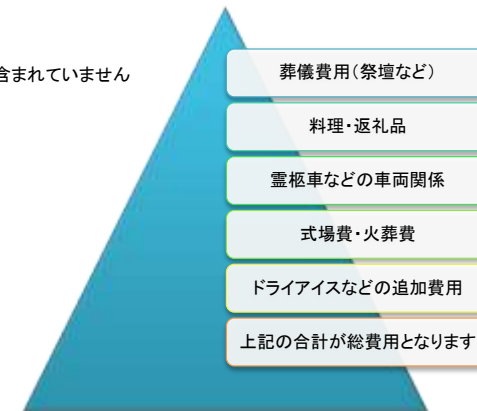 含まれていません
葬儀費用(祭壇など)
料理・返礼品
霊柩車などの車両関係
式場費・火葬費
ドライアイスなどの追加費用
上記の合計が総費用となります